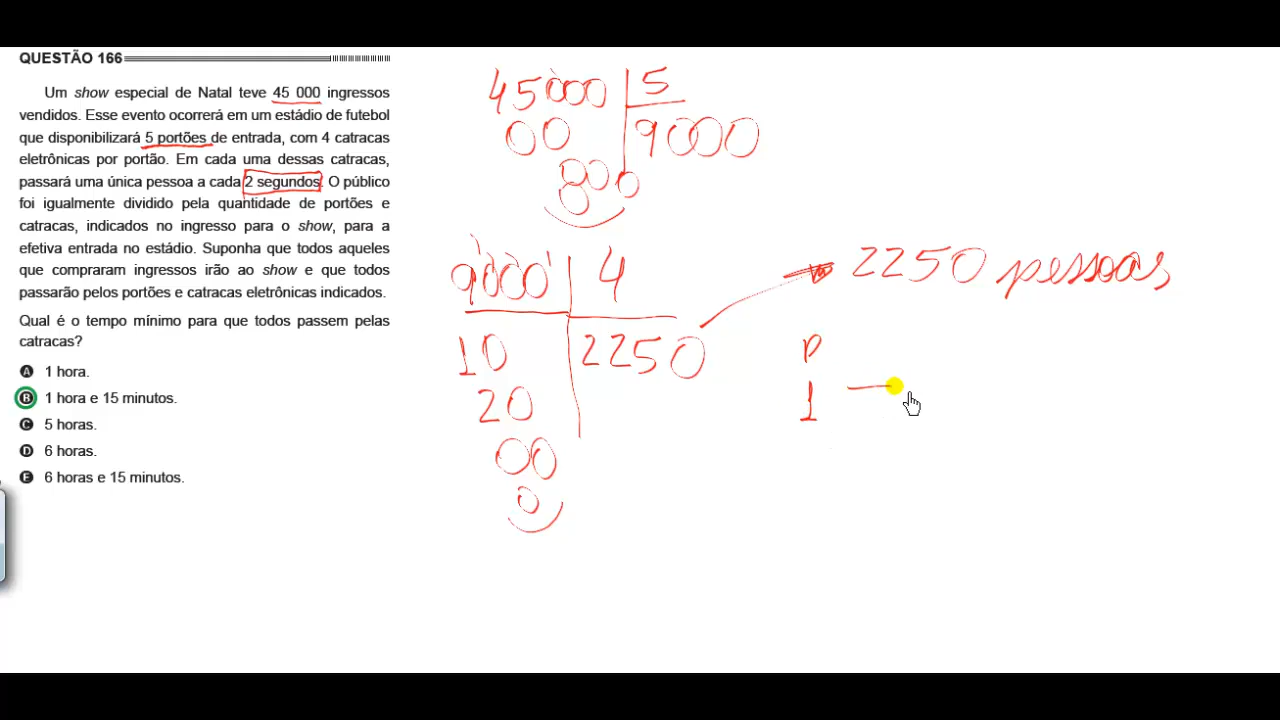 QUESTÃO 166
Um show especial de Natal teve 45 000 ingressos
vendidos. Esse evento ocorrerá em um estádio de futebol
que disponibilizará 5 portões de entrada, com 4 catracas
eletrônicas por portão. Em cada uma dessas catracas,
passará uma única pessoa a cada 2 segundos. O público
foi igualmente dividido pela quantidade de portões e
catracas, indicados no ingresso para o show, para a
efetiva entrada no estádio. Suponha que todos aqueles
que compraram ingressos irão ao show e que todos
passarão pelos portões e catracas eletrônicas indicados.
Qual é o tempo mínimo para que todos passem pelas
catracas?
A 1 hora.
B 1 hora e 15 minutos.
C 5 horas.
D 6 horas.
E 6 horas e 15 minutos.
45000 5
00 9000
000
0
9000 4
10 2250
20
00
0
2250 pessoas
p
1